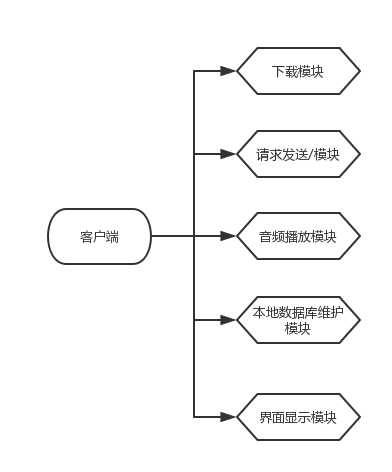 下载模块
请求发送/模块
音频播放模块
客户端
本地数据库维护
模块
界面显示模块